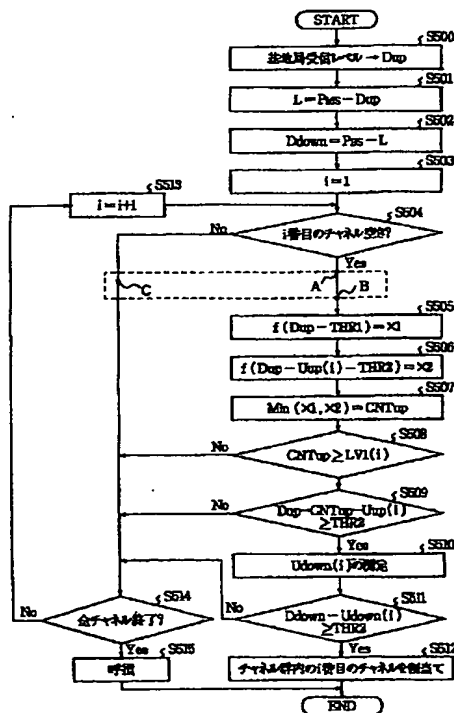 START
S500
基地局受信レベル→Dup
S501
L=Pms-Dup
S502
Ddown=Pbs-L
S503
i=1
S513
i=i+1
S504
i番目のチャネル空き?
No
Yes
C
A
B
S505
f(Dup-THR1)=X1
S506
f(Dup-Uup(i)-THR2)=X2
S507
Min(X1,X2)=CNTup
S508
CNTup≥LV1(i)
No
S509
Dup-CNTup-Uup(i)
≥THR2
No
Yes
S510
Udown(i)の測定
S511
Ddown-Udown(i)
≥THR2
No
Yes
S514
全チャネル終了?
No
Yes
S515
呼損
S512
チャネル群内のi番目のチャネルを割当て
END